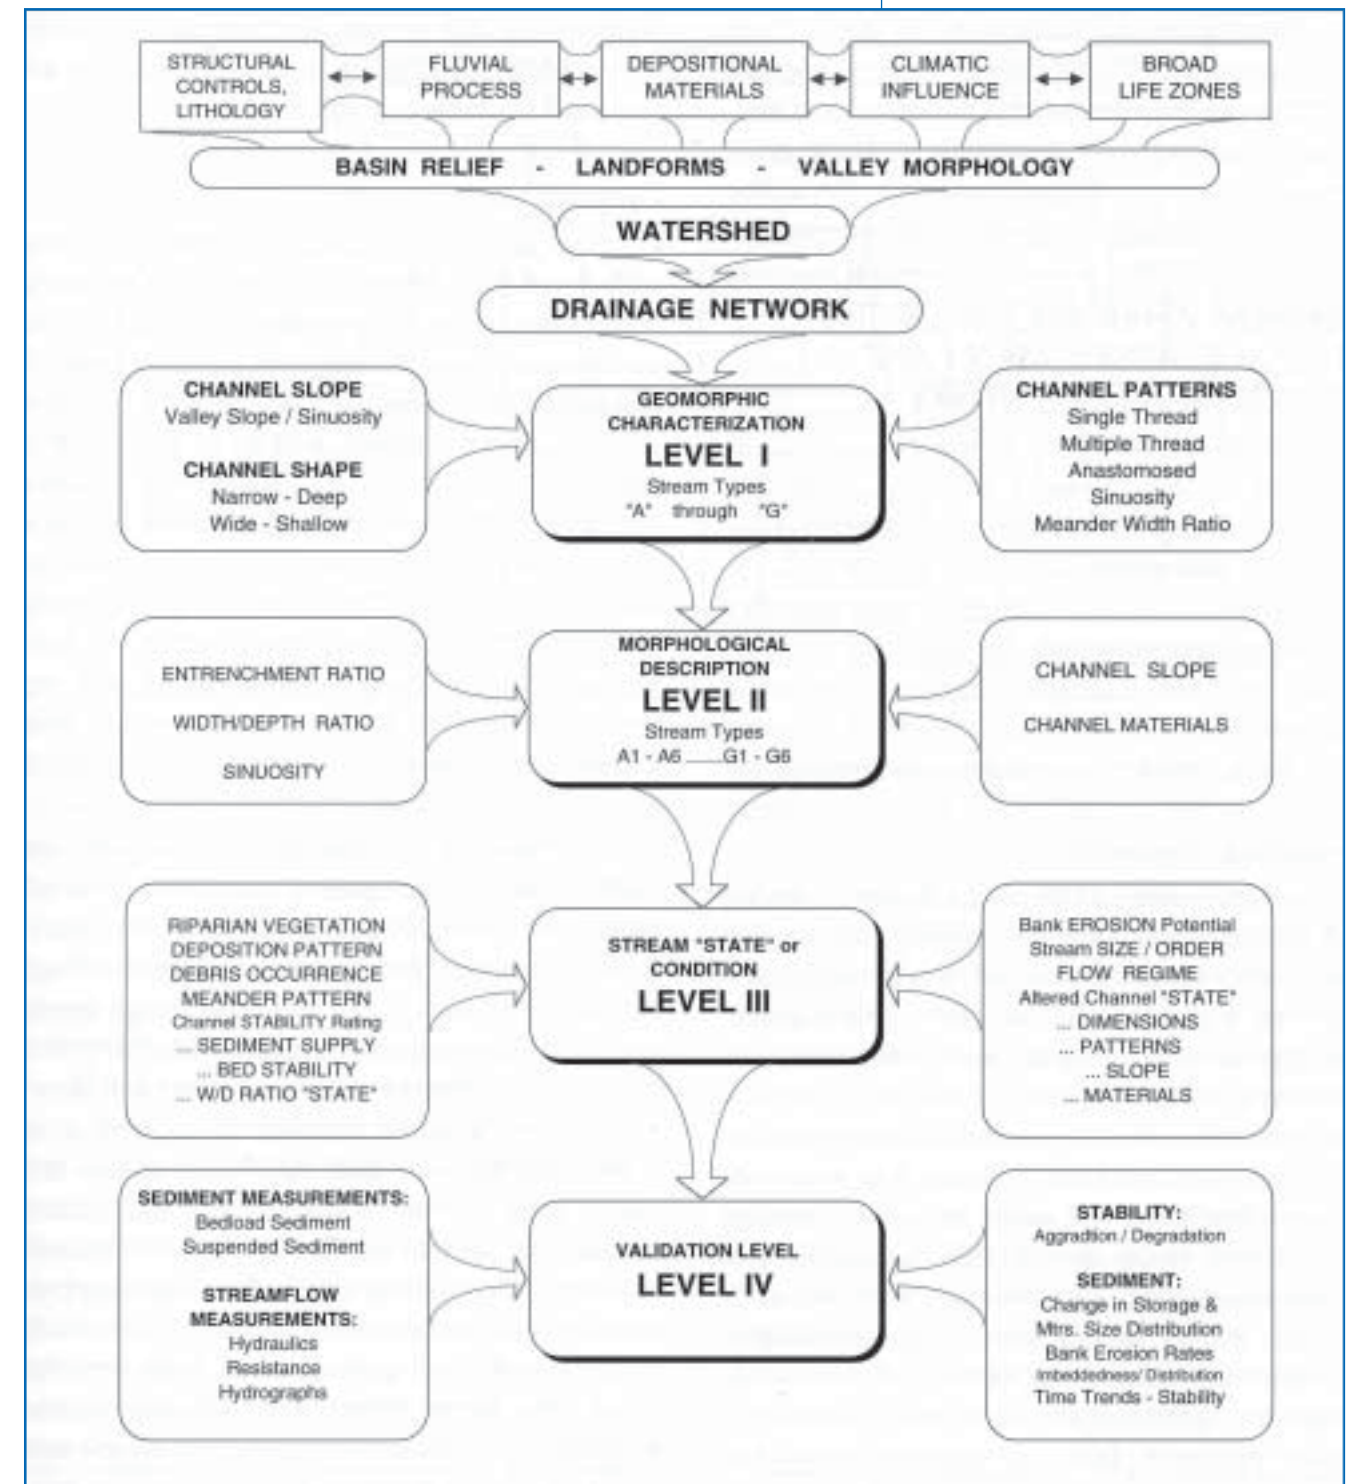 STRUCTURAL
CONTROLS,
LITHOLOGY
FLUVIAL
PROCESS
DEPOSITIONAL
MATERIALS
CLIMATIC
INFLUENCE
BROAD
LIFE ZONES
BASIN RELIEF - LANDFORMS - VALLEY MORPHOLOGY
WATERSHED
DRAINAGE NETWORK
CHANNEL SLOPE
Valley Slope / Sinuosity
CHANNEL SHAPE
Narrow - Deep
Wide - Shallow
GEOMORPHIC
CHARACTERIZATION
LEVEL I
Stream Types
"A" through "G"
CHANNEL PATTERNS
Single Thread
Multiple Thread
Anastomosed
Sinuosity
Meander Width Ratio
ENTRENCHMENT RATIO
WIDTH/DEPTH RATIO
SINUOSITY
MORPHOLOGICAL
DESCRIPTION
LEVEL II
Stream Types
A1 - A6 ........G1 - G6
CHANNEL SLOPE
CHANNEL MATERIALS
RIPARIAN VEGETATION
DEPOSITION PATTERN
DEBRIS OCCURRENCE
MEANDER PATTERN
Channel STABILITY Rating
... SEDIMENT SUPPLY
... BED STABILITY
... W/D RATIO "STATE"
STREAM "STATE" or
CONDITION
LEVEL III
Bank EROSION Potential
Stream SIZE / ORDER
FLOW REGIME
Altered Channel "STATE"
... DIMENSIONS
... PATTERNS
... SLOPE
... MATERIALS
SEDIMENT MEASUREMENTS:
Bedload Sediment
Suspended Sediment
STREAMFLOW
MEASUREMENTS:
Hydraulics
Resistance
Hydrographs
VALIDATION LEVEL
LEVEL IV
STABILITY:
Aggradtion / Degradation
SEDIMENT:
Change in Storage &
Mtrs. Size Distribution
Bank Erosion Rates
Imbeddedness/ Distribution
Time Trends - Stability